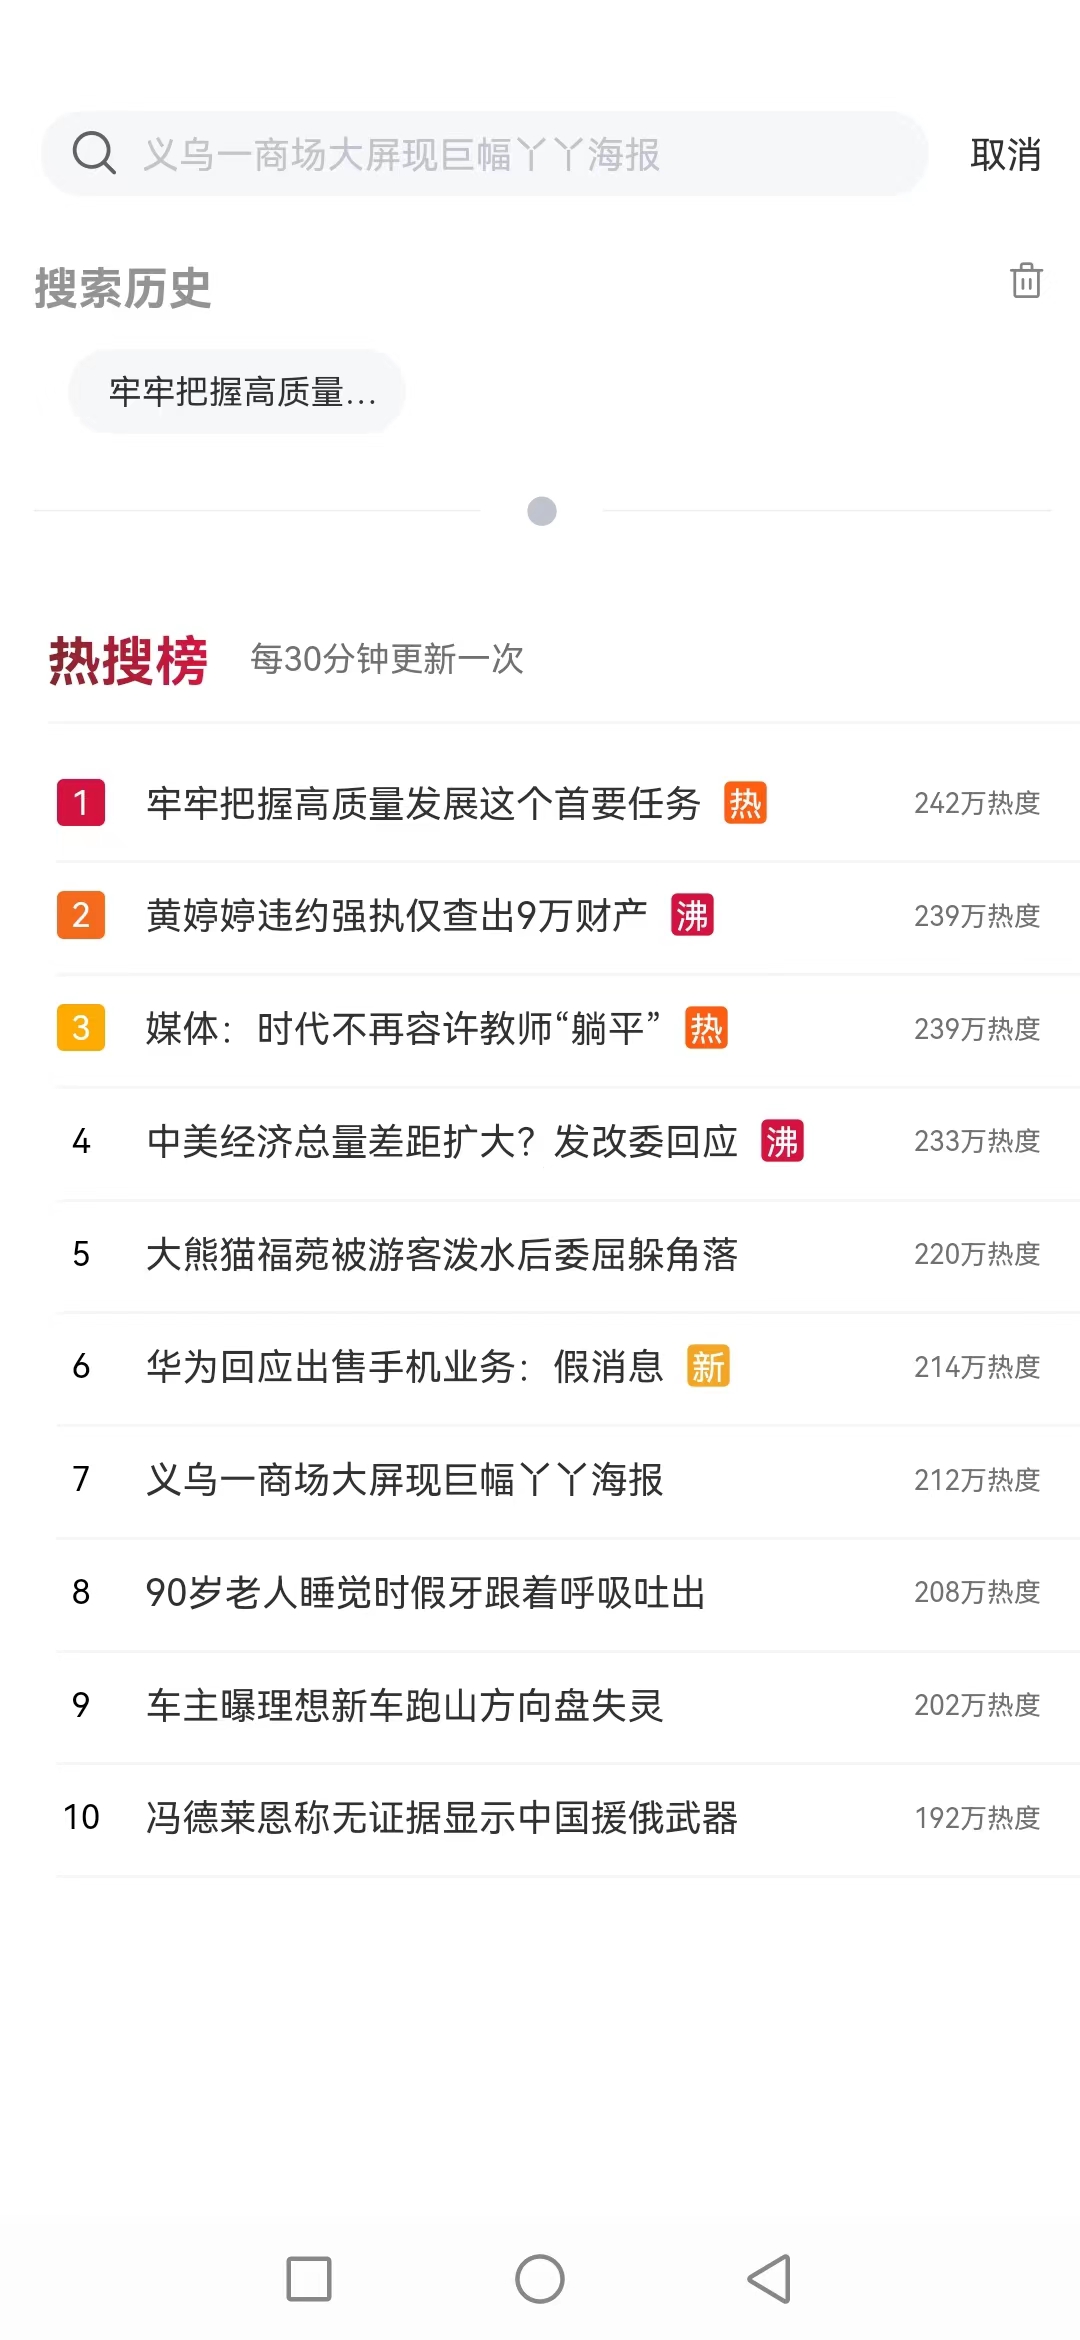 义乌一商场大屏现巨幅丫丫海报
取消
搜索历史
牢牢把握高质量...
热搜榜 每30分钟更新一次
1 牢牢把握高质量发展这个首要任务 热 242万热度
2 黄婷婷违约强执仅查出9万财产 沸 239万热度
3 媒体：时代不再容许教师“躺平” 热 239万热度
4 中美经济总量差距扩大？发改委回应 沸 233万热度
5 大熊猫福菀被游客泼水后委屈躲角落 220万热度
6 华为回应出售手机业务：假消息 新 214万热度
7 义乌一商场大屏现巨幅丫丫海报 212万热度
8 90岁老人睡觉时假牙跟着呼吸吐出 208万热度
9 车主曝理想新车跑山方向盘失灵 202万热度
10 冯德莱恩称无证据显示中国援俄武器 192万热度